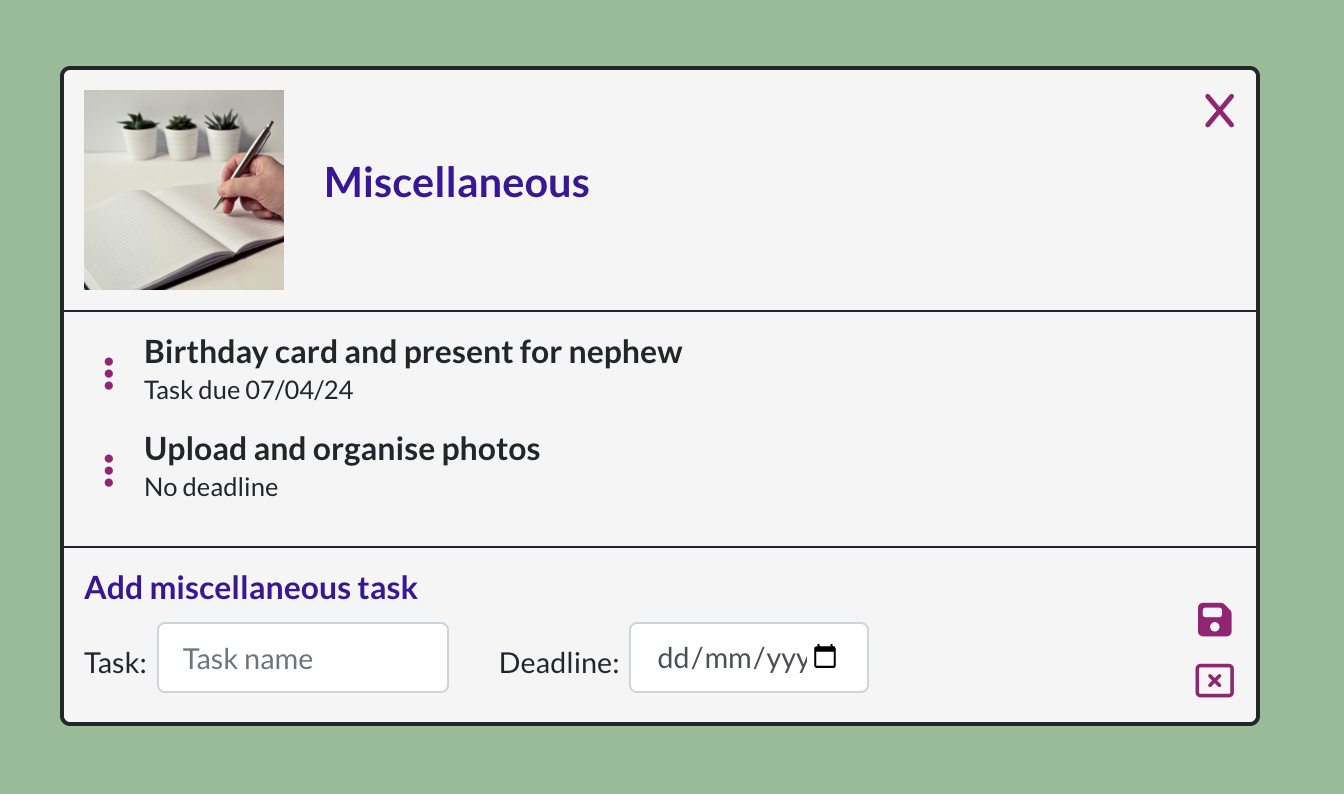 Miscellaneous
Birthday card and present for nephew
Task due 07/04/24
Upload and organise photos
No deadline
Add miscellaneous task
Task: Task name Deadline: dd/mm/yyy